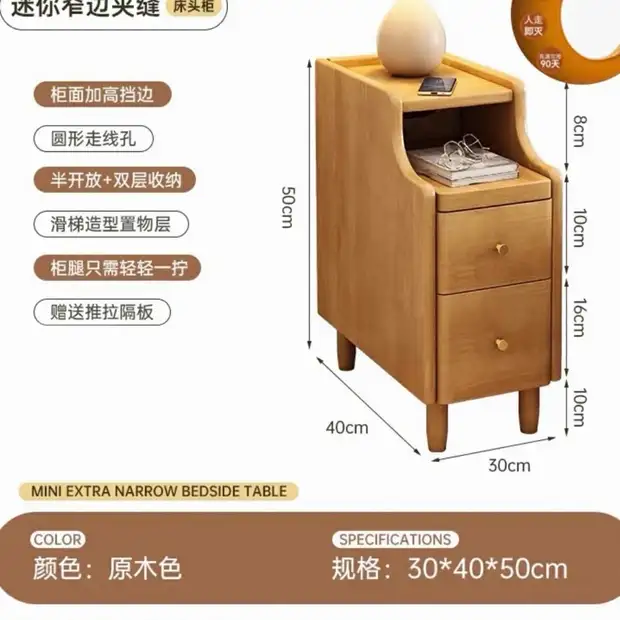 迷你窄边夹缝 床头柜
人走
即灭
90天
柜面加高挡边
圆形走线孔
半开放+双层收纳
滑梯造型置物层
柜腿只需轻轻一拧
赠送推拉隔板
50cm
8cm
10cm
16cm
10cm
40cm
30cm
MINI EXTRA NARROW BEDSIDE TABLE
COLOR
颜色：原木色
SPECIFICATIONS
规格：30*40*50cm